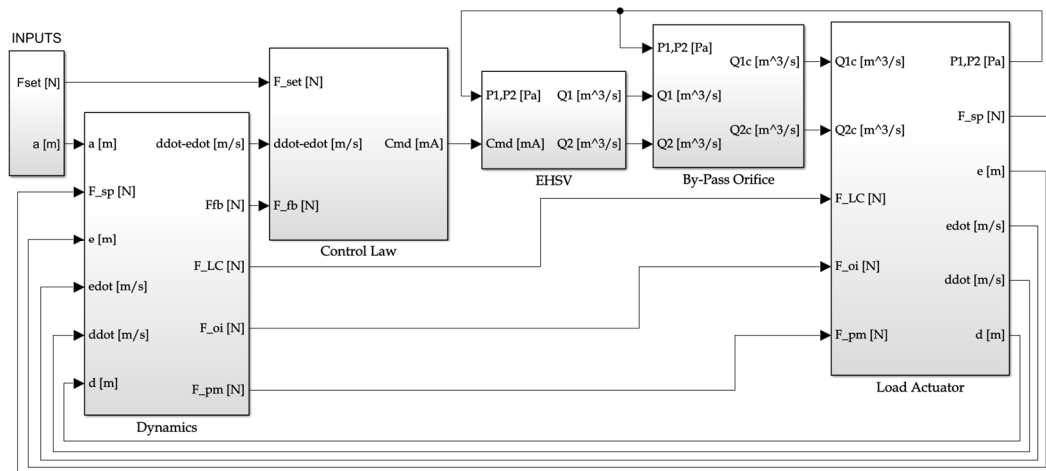 INPUTS
Fset [N]
a [m]
a [m]
F_sp [N]
e [m]
edot [m/s]
ddot [m/s]
d [m]
ddot-edot [m/s]
Ffb [N]
F_LC [N]
F_oi [N]
F_pm [N]
Dynamics
F_set [N]
ddot-edot [m/s]
F_fb [N]
Cmd [mA]
Control Law
P1,P2 [Pa]
Cmd [mA]
Q1 [m^3/s]
Q2 [m^3/s]
EHSV
P1,P2 [Pa]
Q1 [m^3/s]
Q2 [m^3/s]
Q1c [m^3/s]
Q2c [m^3/s]
By-Pass Orifice
Q1c [m^3/s]
Q2c [m^3/s]
F_LC [N]
F_oi [N]
F_pm [N]
P1,P2 [Pa]
F_sp [N]
e [m]
edot [m/s]
ddot [m/s]
d [m]
Load Actuator